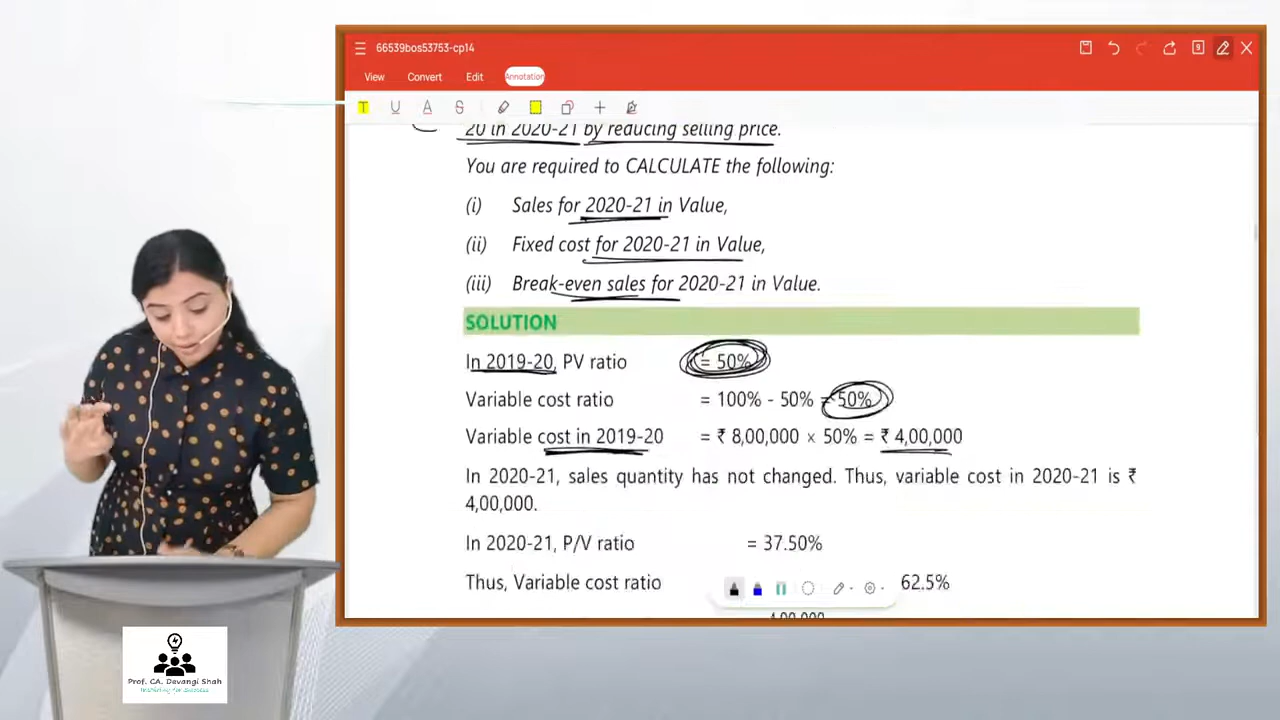 66539bos53753-cp14
View Convert Edit Annotation
T U A S
20 in 2020-21 by reducing selling price.
You are required to CALCULATE the following:
(i) Sales for 2020-21 in Value,
(ii) Fixed cost for 2020-21 in Value,
(iii) Break-even sales for 2020-21 in Value.
SOLUTION
In 2019-20, PV ratio = 50%
Variable cost ratio = 100% - 50% = 50%
Variable cost in 2019-20 = ₹ 8,00,000 × 50% = ₹ 4,00,000
In 2020-21, sales quantity has not changed. Thus, variable cost in 2020-21 is ₹
4,00,000.
In 2020-21, P/V ratio = 37.50%
Thus, Variable cost ratio 62.5%
4,00,000
Prof. CA. Devangi Shah